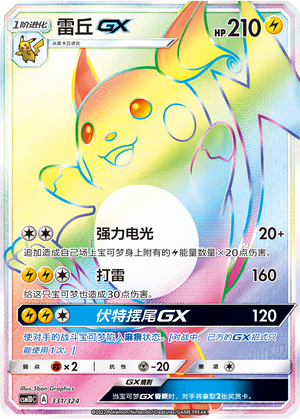 1阶进化 雷丘GX HP210
从皮卡丘进化
强力电光 20+
追加造成自己场上宝可梦身上附有的能量数量×20点伤害。
打雷 160
给这只宝可梦也造成30点伤害。
伏特摆尾GX 120
使对手的战斗宝可梦陷入麻痹状态。[对战中，己方的GX招式只能使用1次。]
弱点 ×2 抵抗力 -20 撤退
GX规则
Illus. 5ban Graphics
当宝可梦GX昏厥时，对手将拿取2张奖赏卡。
csm1DC A 331/324
©2022 Pokémon/Nintendo/Creatures/GAME FREAK